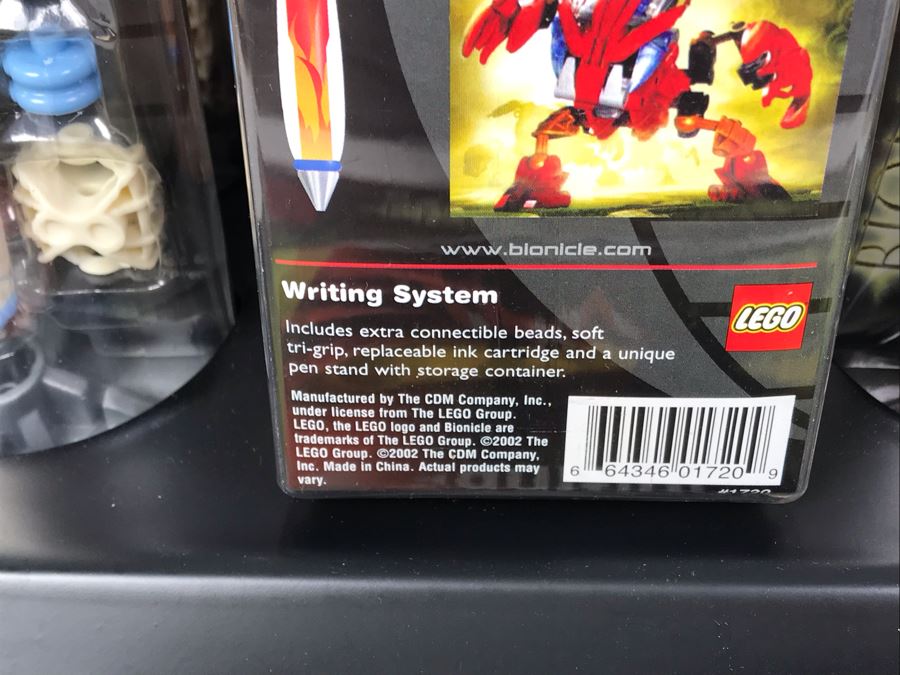 www.bionicle.com
Writing System
LEGO
Includes extra connectible beads, soft
tri-grip, replaceable ink cartridge and a unique
pen stand with storage container.
Manufactured by The CDM Company, Inc.,
under license from The LEGO Group.
LEGO, the LEGO logo and Bionicle are
trademarks of The LEGO Group. ©2002 The
LEGO Group. ©2002 The CDM Company,
Inc. Made in China. Actual products may
vary.
6 64346 01720 9
#1720